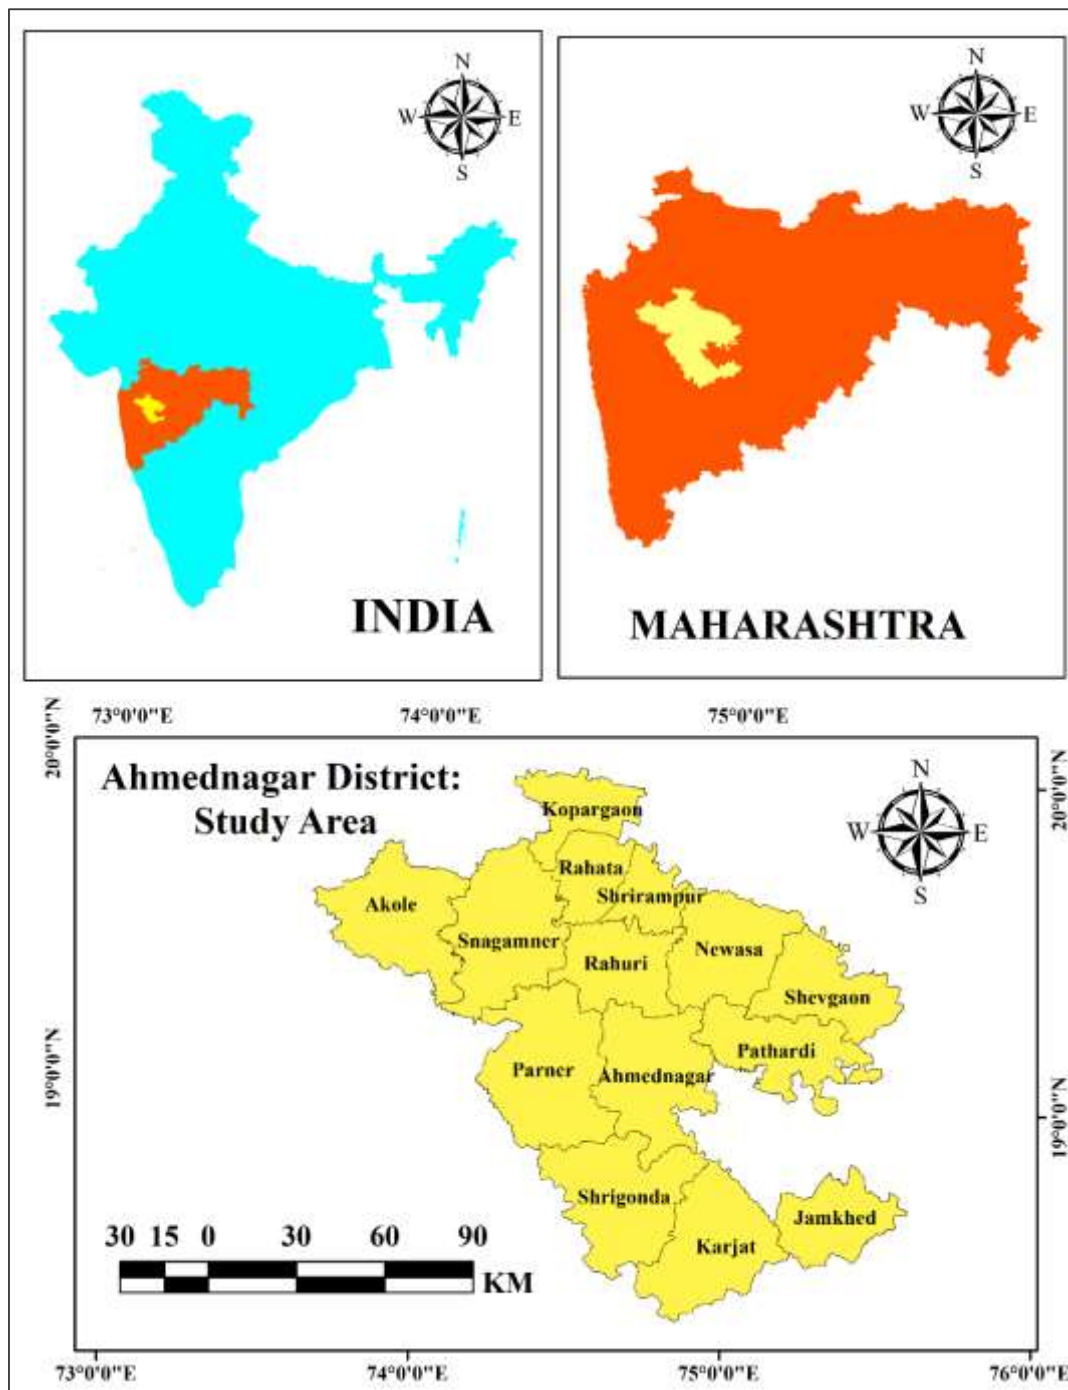 N
W E
S
INDIA
N
W E
S
MAHARASHTRA
73°0'0"E 74°0'0"E 75°0'0"E
20°0'0"N
19°0'0"N
Ahmednagar District:
Study Area
N
W E
S
20°0'0"N
19°0'0"N
Kopargaon
Rahata
Shrirampur
Akole
Snagamner
Rahuri
Newasa
Shevgaon
Parner
Ahmednagar
Pathardi
Shrigonda
Karjat
Jamkhed
30 15 0 30 60 90
KM
73°0'0"E 74°0'0"E 75°0'0"E 76°0'0"E